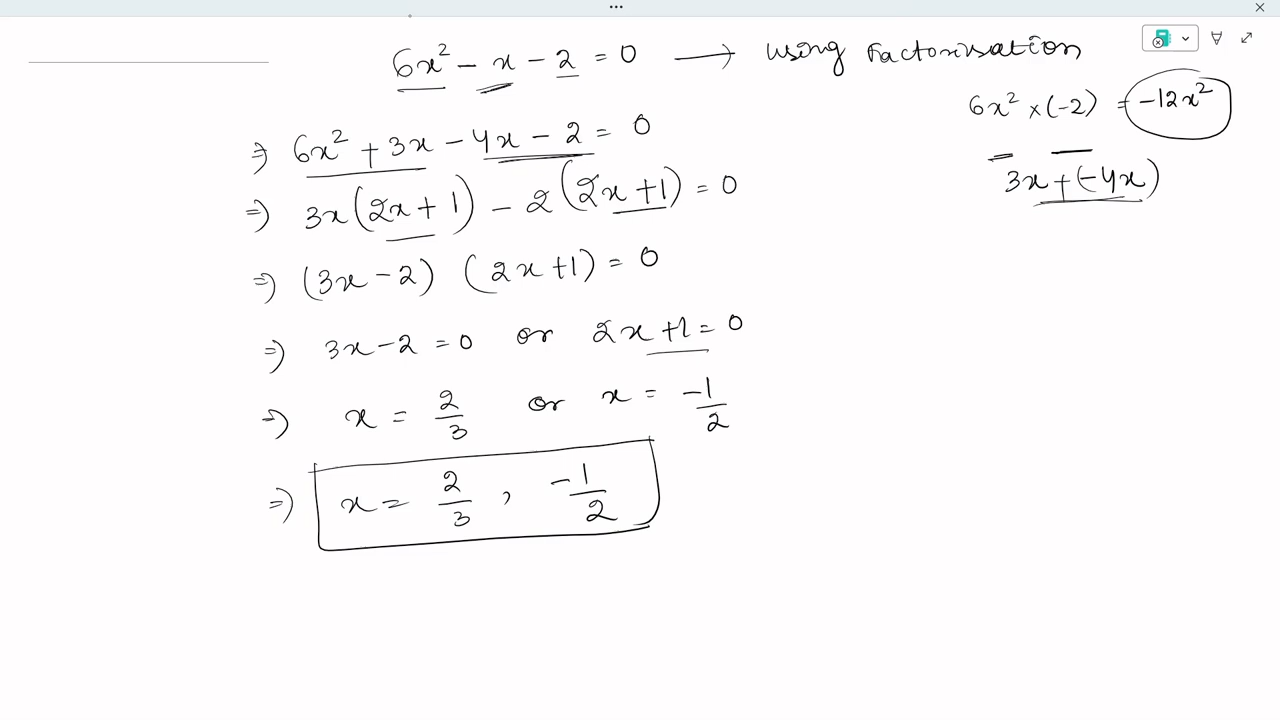 6x² - x - 2 = 0 ⟶ using Factorisation
6x² × (-2) = -12x²
⇒ 6x² + 3x - 4x - 2 = 0
3x + (-4x)
⇒ 3x(2x + 1) - 2(2x + 1) = 0
⇒ (3x - 2) (2x + 1) = 0
⇒ 3x - 2 = 0 or 2x + 1 = 0
⇒ x = 2/3 or x = -1/2
⇒ x = 2/3 , -1/2